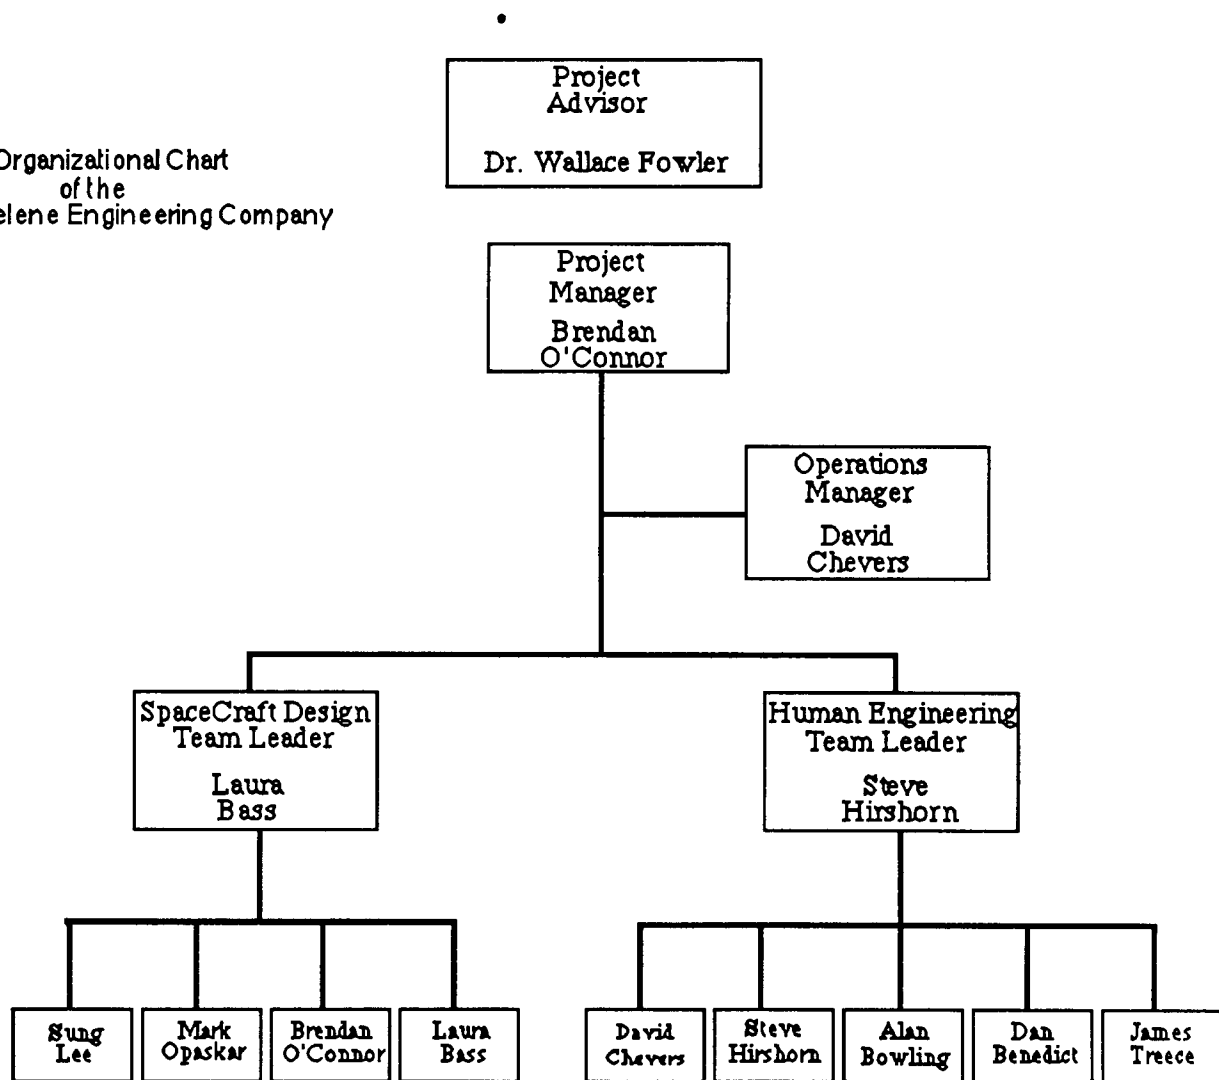 Project
Advisor
Dr. Wallace Fowler
Organizational Chart
of the
elene Engineering Company
Project
Manager
Brendan
O'Connor
Operations
Manager
David
Chevers
SpaceCraft Design
Team Leader
Laura
Bass
Human Engineering
Team Leader
Steve
Hirshorn
Sung
Lee
Mark
Opaskar
Brendan
O'Connor
Laura
Bass
David
Chevers
Steve
Hirshorn
Alan
Bowling
Dan
Benedict
James
Treece